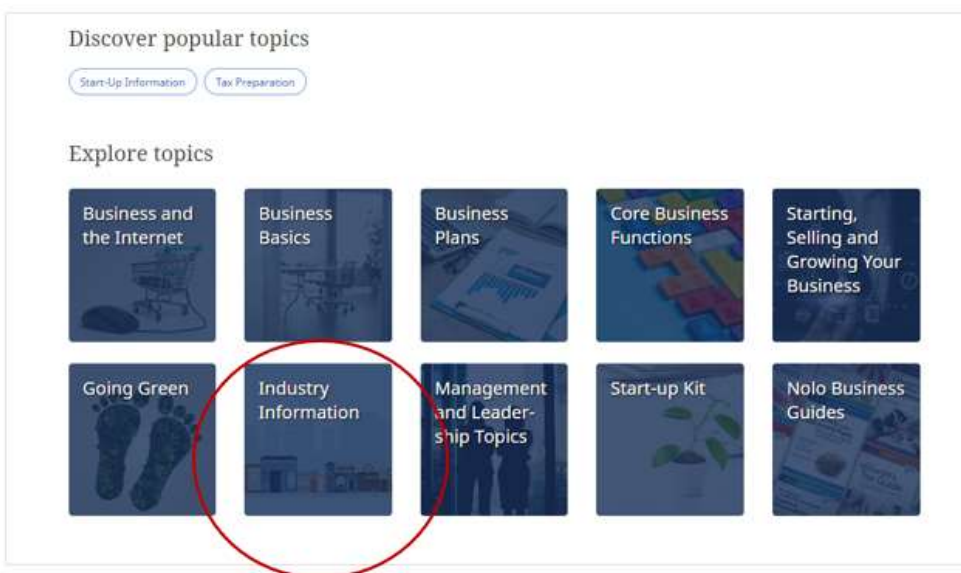 Discover popular topics
Start-Up Information Tax Preparation
Explore topics
Business and
the Internet
Business
Basics
Business
Plans
Core Business
Functions
Starting,
Selling and
Growing Your
Business
Going Green
Industry
Information
Management
and Leader-
ship Topics
Start-up Kit
Nolo Business
Guides